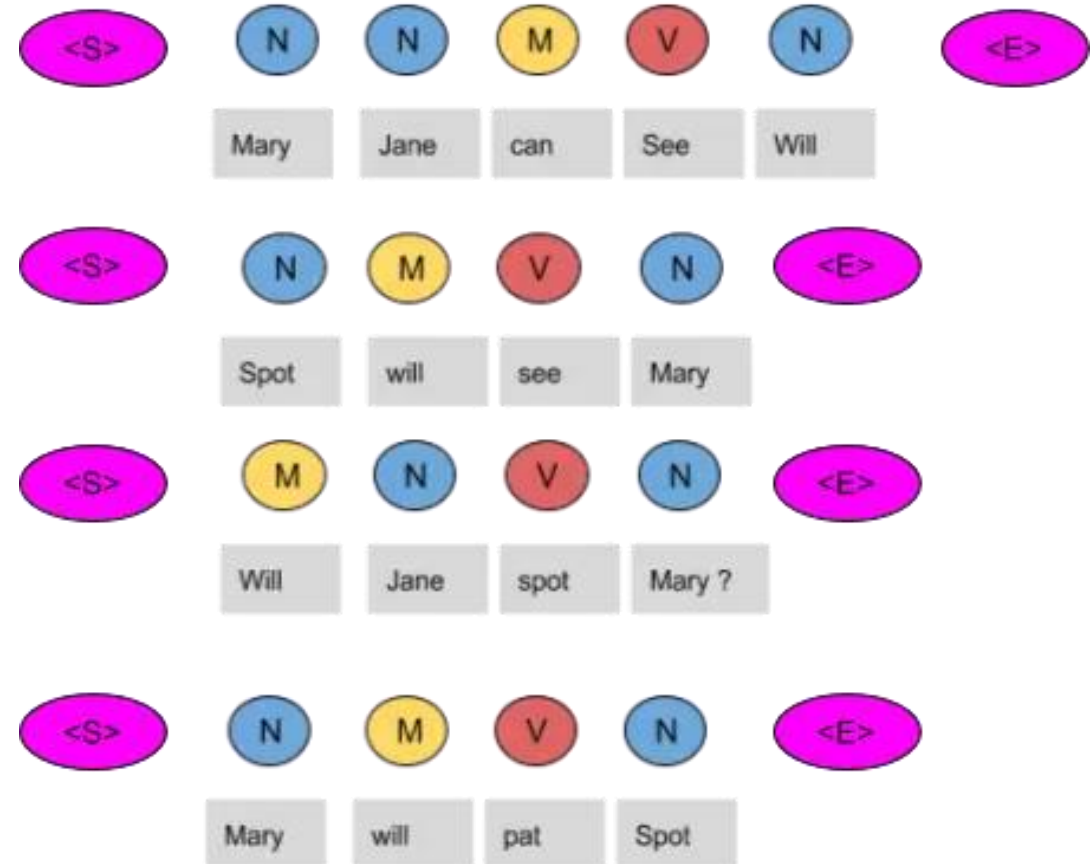 <S> N N M V N <E>
Mary Jane can See Will
<S> N M V N <E>
Spot will see Mary
<S> M N V N <E>
Will Jane spot Mary ?
<S> N M V N <E>
Mary will pat Spot